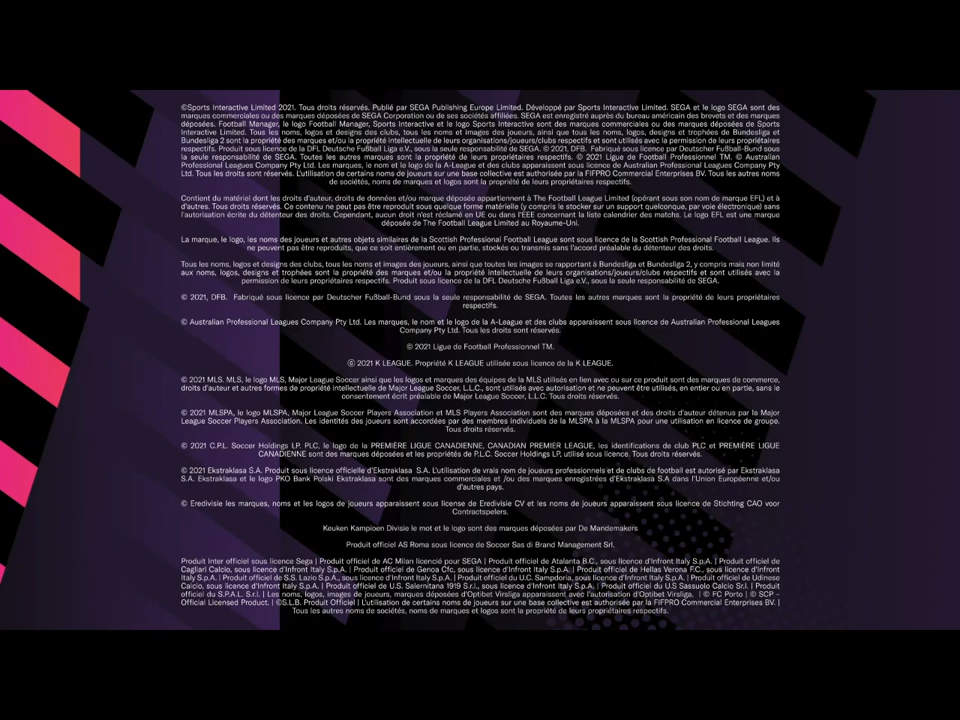 ©Sports Interactive Limited 2021. Tous droits réservés. Publié par SEGA Publishing Europe Limited. Développé par Sports Interactive Limited. SEGA et le logo SEGA sont des
marques commerciales ou des marques déposées de SEGA Corporation ou de ses sociétés affiliées. SEGA est enregistré auprès du bureau américain des brevets et des marques
déposées. Football Manager, le logo Football Manager, Sports Interactive et le logo Sports Interactive sont des marques commerciales ou des marques déposées de Sports
Interactive Limited. Tous les noms, logos et designs des clubs, tous les noms et images des joueurs, ainsi que tous les noms, logos, designs et trophées de Bundesliga et
Bundesliga 2 sont la propriété des marques et/ou la propriété intellectuelle de leurs organisations/joueurs/clubs respectifs et sont utilisés avec la permission de leurs propriétaires
respectifs. Produit sous licence de la DFL Deutsche Fußball Liga e.V., sous la seule responsabilité de SEGA. © 2021, DFB. Fabriqué sous licence par Deutscher Fußball-Bund sous
la seule responsabilité de SEGA. Toutes les autres marques sont la propriété de leurs propriétaires respectifs. © 2021 Ligue de Football Professionnel TM. © Australian
Professional Leagues Company Pty Ltd. Les marques, le nom et le logo de la A-League et des clubs apparaissent sous licence de Australian Professional Leagues Company Pty
Ltd. Tous les droits sont réservés. L'utilisation de certains noms de joueurs sur une base collective est authorisée par la FIFPRO Commercial Enterprises BV. Tous les autres noms
de sociétés, noms de marques et logos sont la propriété de leurs propriétaires respectifs.
Contient du matériel dont les droits d'auteur, droits de données et/ou marque déposée appartiennent à The Football League Limited (opérant sous son nom de marque EFL) et à
d'autres. Tous droits réservés. Ce contenu ne peut pas être reproduit sous quelque forme matérielle (y compris le stocker sur un support quelconque, par voie électronique) sans
l'autorisation écrit du détenteur des droits. Cependant, aucun droit n'est réclamé en UE ou dans l'EEE concernant la liste calendrier des matchs. Le logo EFL est une marque
déposée de The Football League Limited au Royaume-Uni.
La marque, le logo, les noms des joueurs et autres objets similaires de la Scottish Professional Football League sont sous licence de la Scottish Professional Football League. Ils
ne peuvent pas être reproduits, que ce soit entièrement ou en partie, stockés ou transmis sans l'accord préalable du détenteur des droits.
Tous les noms, logos et designs des clubs, tous les noms et images des joueurs, ainsi que toutes les images se rapportant à Bundesliga et Bundesliga 2, y compris mais non limité
aux noms, logos, designs et trophées sont la propriété des marques et/ou la propriété intellectuelle de leurs organisations/joueurs/clubs respectifs et sont utilisés avec la
permission de leurs propriétaires respectifs. Produit sous licence de la DFL Deutsche Fußball Liga e.V., sous la seule responsabilité de SEGA.
© 2021, DFB. Fabriqué sous licence par Deutscher Fußball-Bund sous la seule responsabilité de SEGA. Toutes les autres marques sont la propriété de leurs propriétaires
respectifs.
© Australian Professional Leagues Company Pty Ltd. Les marques, le nom et le logo de la A-League et des clubs apparaissent sous licence de Australian Professional Leagues
Company Pty Ltd. Tous les droits sont réservés.
© 2021 Ligue de Football Professionnel TM.
ⓒ 2021 K LEAGUE. Propriété K LEAGUE utilisée sous licence de la K LEAGUE.
© 2021 MLS. MLS, le logo MLS, Major League Soccer ainsi que les logos et marques des équipes de la MLS utilisés en lien avec ou sur ce produit sont des marques de commerce,
droits d'auteur et autres formes de propriété intellectuelle de Major League Soccer, L.L.C., sont utilisés avec autorisation et ne peuvent être utilisés, en entier ou en partie, sans le
consentement écrit préalable de Major League Soccer, L.L.C. Tous droits réservés.
© 2021 MLSPA, le logo MLSPA, Major League Soccer Players Association et MLS Players Association sont des marques déposées et des droits d'auteur détenus par la Major
League Soccer Players Association. Les identités des joueurs sont accordées par des membres individuels de la MLSPA à la MLSPA pour une utilisation en licence de groupe.
Tous droits réservés.
© 2021 C.P.L. Soccer Holdings LP. PLC, le logo de la PREMIÈRE LIGUE CANADIENNE, CANADIAN PREMIER LEAGUE, les identifications de club PLC et PREMIÈRE LIGUE
CANADIENNE sont des marques déposées et les propriétés de P.L.C. Soccer Holdings LP, utilisé sous licence. Tous droits réservés.
© 2021 Ekstraklasa S.A. Produit sous licence officielle d'Ekstraklasa S.A. L'utilisation de vrais nom de joueurs professionnels et de clubs de football est autorisé par Ekstraklasa
S.A. Ekstraklasa et le logo PKO Bank Polski Ekstraklasa sont des marques commerciales et /ou des marques enregistrées d'Ekstraklasa S.A dans l'Union Européenne et/ou
d'autres pays.
© Eredivisie les marques, noms et les logos de joueurs apparaissent sous license de Eredivisie CV et les noms de joueurs apparaissent sous licence de Stichting CAO voor
Contractspelers.
Keuken Kampioen Divisie le mot et le logo sont des marques déposées par De Mandemakers
Produit officiel AS Roma sous licence de Soccer Sas di Brand Management Srl.
Produit Inter officiel sous licence Sega | Produit officiel de AC Milan licencié pour SEGA | Produit officiel de Atalanta B.C., sous licence d'Infront Italy S.p.A. | Produit officiel de
Cagliari Calcio, sous licence d'Infront Italy S.p.A. | Produit officiel de Genoa Cfc, sous licence d'Infront Italy S.p.A. | Produit officiel de Hellas Verona F.C., sous licence d'Infront
Italy S.p.A. | Produit officiel de S.S. Lazio S.p.A., sous licence d'Infront Italy S.p.A. | Produit officiel du U.C. Sampdoria, sous licence d'Infront Italy S.p.A. | Produit officiel de Udinese
Calcio, sous licence d'Infront Italy S.p.A. | Produit officiel de U.S. Salernitana 1919 S.r.l., sous licence d'Infront Italy S.p.A. | Produit officiel du U.S Sassuolo Calcio Srl. | Produit
officiel du S.P.A.L. S.r.l. | Les noms, logos, images de joueurs, marques déposées d'Optibet Virsliga apparaissent avec l'autorisation d'Optibet Virsliga. | © FC Porto | © SCP -
Official Licensed Product. | ©S.L.B. Produit Officiel | L'utilisation de certains noms de joueurs sur une base collective est authorisée par la FIFPRO Commercial Enterprises BV. |
Tous les autres noms de sociétés, noms de marques et logos sont la propriété de leurs propriétaires respectifs.